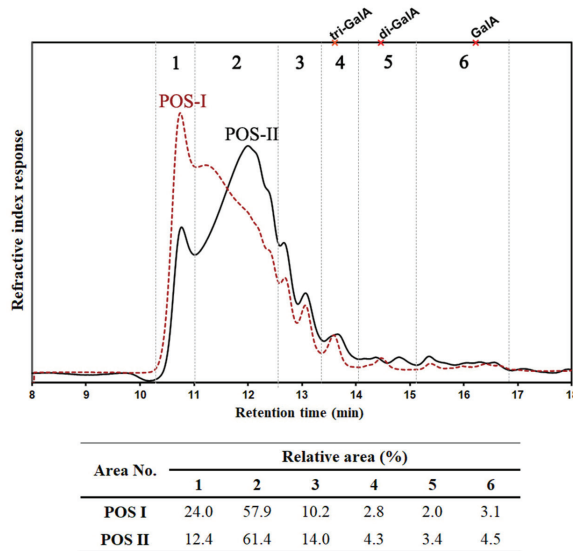 tri-GalA di-GalA GalA
1 2 3 4 5 6
POS-I
POS-II
Refractive index response
8 9 10 11 12 13 14 15 16 17 18
Retention time (min)
Area No. Relative area (%)
1 2 3 4 5 6
POS I 24.0 57.9 10.2 2.8 2.0 3.1
POS II 12.4 61.4 14.0 4.3 3.4 4.5